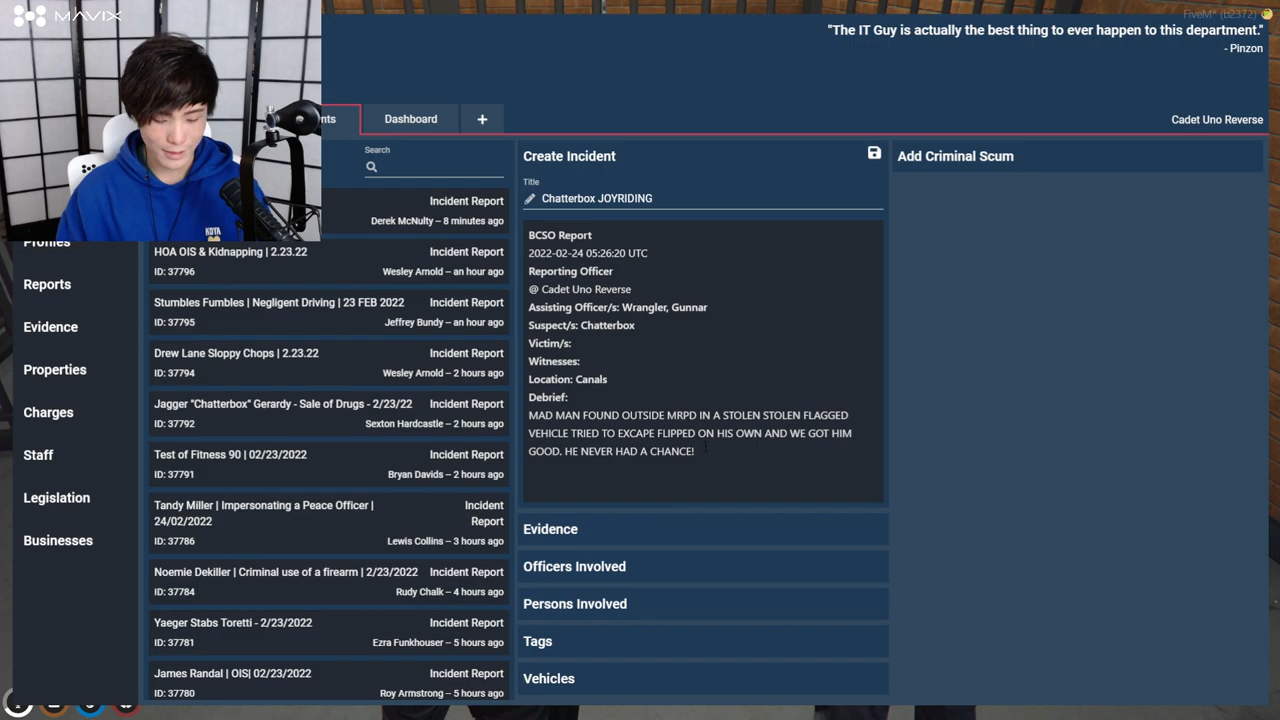 MAVIX
FiveM* (b2372)
"The IT Guy is actually the best thing to ever happen to this department."
- Pinzon
nts
Dashboard
+
Cadet Uno Reverse
Profiles
Reports
Evidence
Properties
Charges
Staff
Legislation
Businesses
Search
Incident Report
Derek McNulty – 8 minutes ago
HOA OIS & Kidnapping | 2.23.22
Incident Report
ID: 37796
Wesley Arnold – an hour ago
Stumbles Fumbles | Negligent Driving | 23 FEB 2022
Incident Report
ID: 37795
Jeffrey Bundy – an hour ago
Drew Lane Sloppy Chops | 2.23.22
Incident Report
ID: 37794
Wesley Arnold – 2 hours ago
Jagger "Chatterbox" Gerardy - Sale of Drugs - 2/23/22
Incident Report
ID: 37792
Sexton Hardcastle – 2 hours ago
Test of Fitness 90 | 02/23/2022
Incident Report
ID: 37791
Bryan Davids – 2 hours ago
Tandy Miller | Impersonating a Peace Officer |
24/02/2022
Incident
Report
ID: 37786
Lewis Collins – 3 hours ago
Noemie Dekiller | Criminal use of a firearm | 2/23/2022
Incident Report
ID: 37784
Rudy Chalk – 4 hours ago
Yaeger Stabs Toretti - 2/23/2022
Incident Report
ID: 37781
Ezra Funkhouser – 5 hours ago
James Randal | OIS| 02/23/2022
Incident Report
ID: 37780
Roy Armstrong – 5 hours ago
Create Incident
Title
Chatterbox JOYRIDING
BCSO Report
2022-02-24 05:26:20 UTC
Reporting Officer
@ Cadet Uno Reverse
Assisting Officer/s: Wrangler, Gunnar
Suspect/s: Chatterbox
Victim/s:
Witnesses:
Location: Canals
Debrief:
MAD MAN FOUND OUTSIDE MRPD IN A STOLEN STOLEN FLAGGED
VEHICLE TRIED TO EXCAPE FLIPPED ON HIS OWN AND WE GOT HIM
GOOD. HE NEVER HAD A CHANCE!
Evidence
Officers Involved
Persons Involved
Tags
Vehicles
Add Criminal Scum